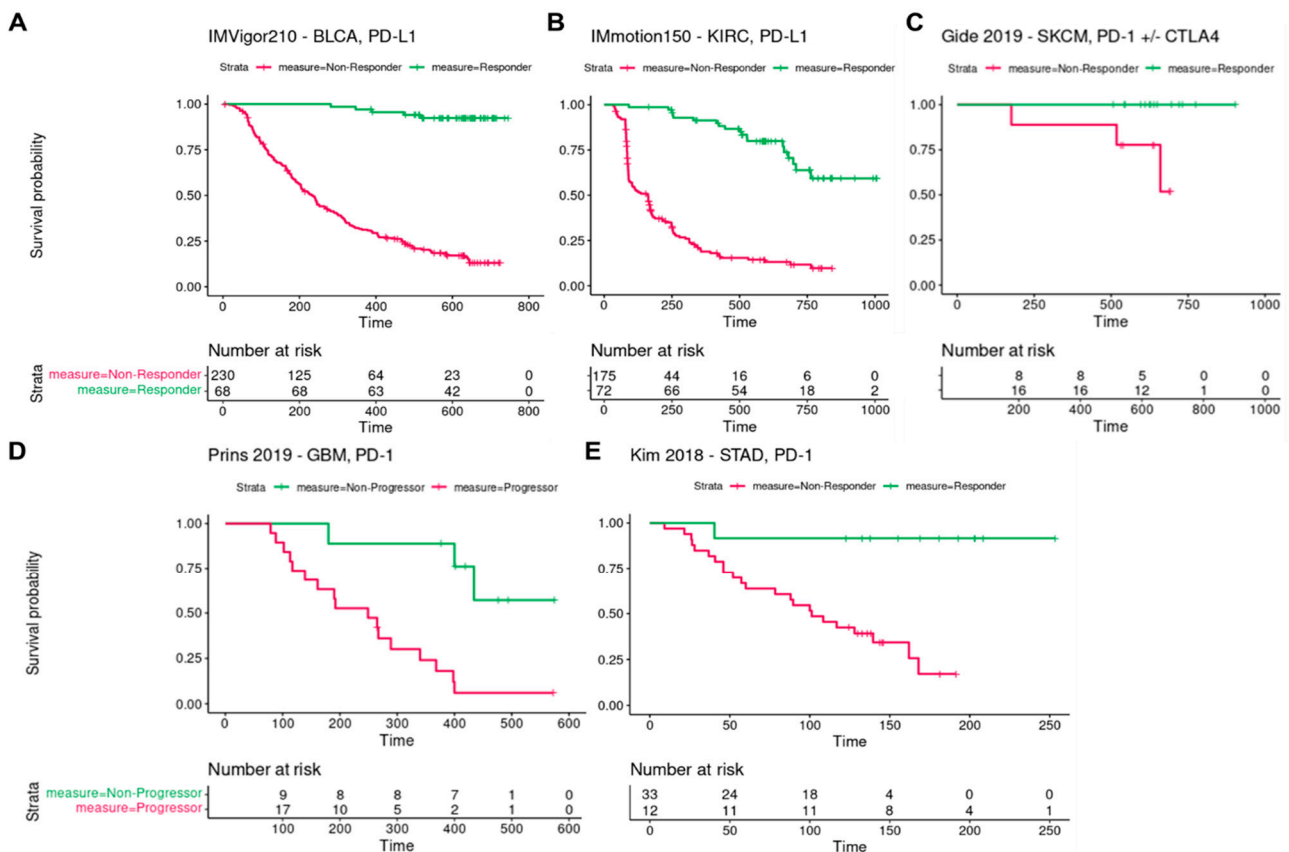 A
IMVigor210 - BLCA, PD-L1
Strata measure=Non-Responder measure=Responder
Survival probability
1.00
0.75
0.50
0.25
0.00
0 200 400 600 800
Time
Number at risk
Strata
measure=Non-Responder 230 125 64 23 0
measure=Responder 68 68 63 42 0
0 200 400 600 800
Time
B
IMmotion150 - KIRC, PD-L1
Strata measure=Non-Responder measure=Responder
1.00
0.75
0.50
0.25
0.00
0 250 500 750 1000
Time
Number at risk
175 44 16 6 0
72 66 54 18 2
0 250 500 750 1000
Time
C
Gide 2019 - SKCM, PD-1 +/- CTLA4
Strata measure=Non-Responder measure=Responder
1.00
0.75
0.50
0.25
0.00
0 250 500 750 1000
Time
Number at risk
8 8 5 0 0
16 16 12 1 0
200 400 600 800 1000
Time
D
Prins 2019 - GBM, PD-1
Strata measure=Non-Progressor measure=Progressor
Survival probability
1.00
0.75
0.50
0.25
0.00
0 100 200 300 400 500 600
Time
Number at risk
Strata
measure=Non-Progressor 9 8 8 7 1 0
measure=Progressor 17 10 5 2 1 0
100 200 300 400 500 600
Time
E
Kim 2018 - STAD, PD-1
Strata measure=Non-Responder measure=Responder
1.00
0.75
0.50
0.25
0.00
0 50 100 150 200 250
Time
Number at risk
33 24 18 4 0 0
12 11 11 8 4 1
0 50 100 150 200 250
Time